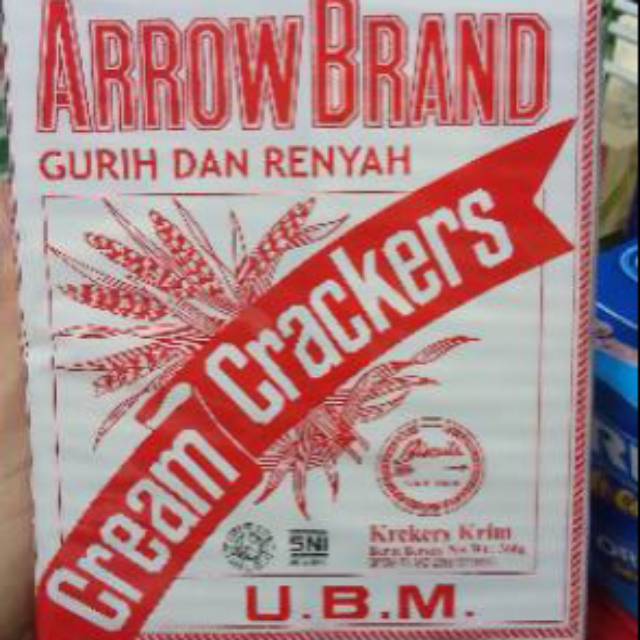 ARROW BRAND
GURIH DAN RENYAH
Cream Crackers
SNI
Krekers Krim
U.B.M.